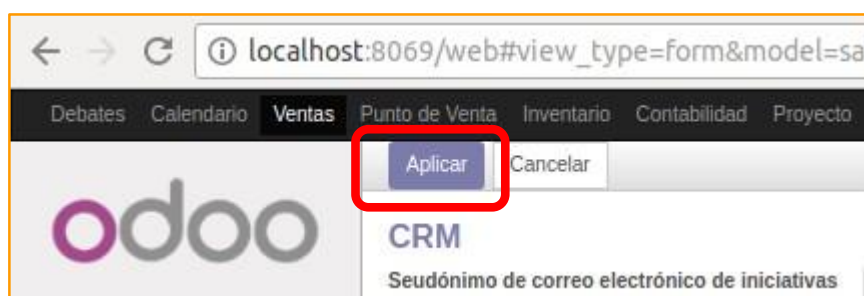 localhost:8069/web#view_type=form&model=sa
Debates Calendario Ventas Punto de Venta Inventario Contabilidad Proyecto
Aplicar Cancelar
odoo
CRM
Seudónimo de correo electrónico de iniciativas